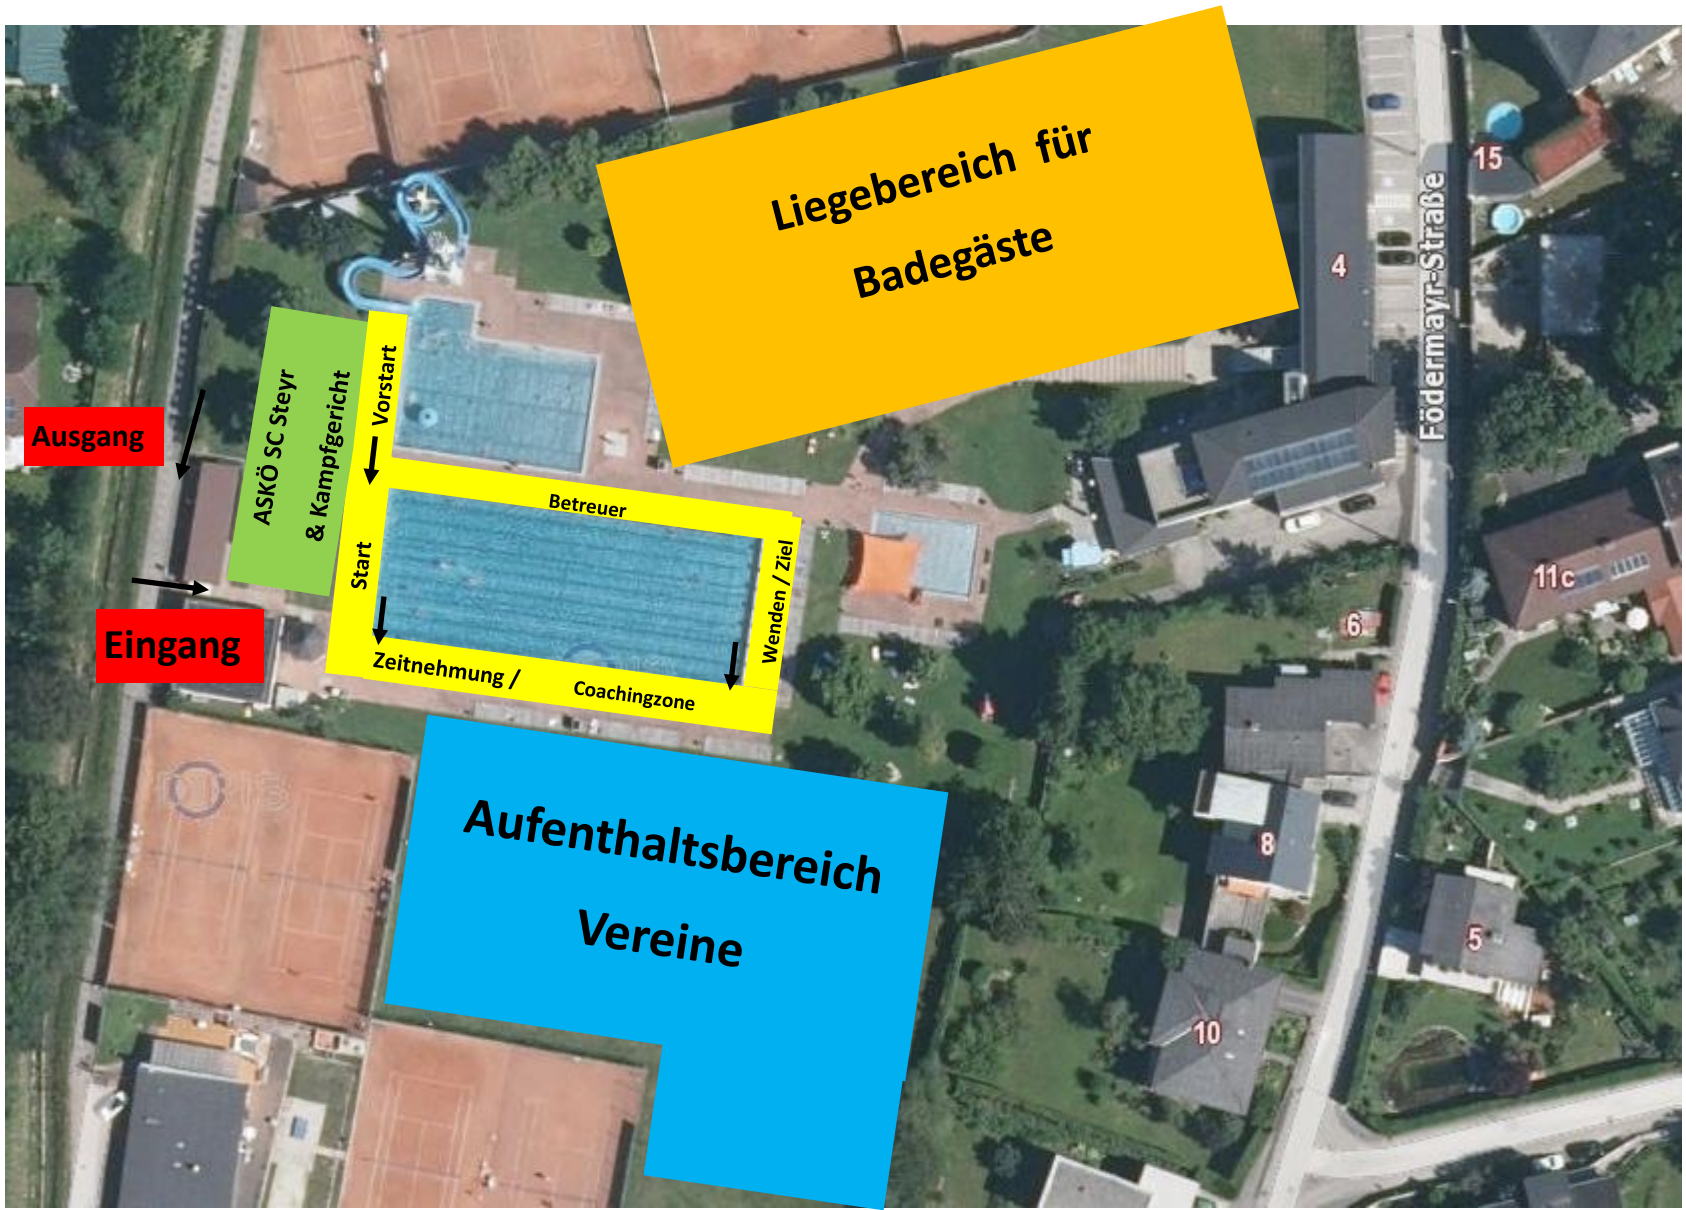 Liegebereich für
Badegäste
15
4
Födermayr-Straße
Ausgang
ASKÖ SC Steyr
& Kampfgericht
Vorstart
Betreuer
Start
Wenden / Ziel
Eingang
Zeitnehmung /
Coachingzone
11c
6
Aufenthaltsbereich
Vereine
8
5
10